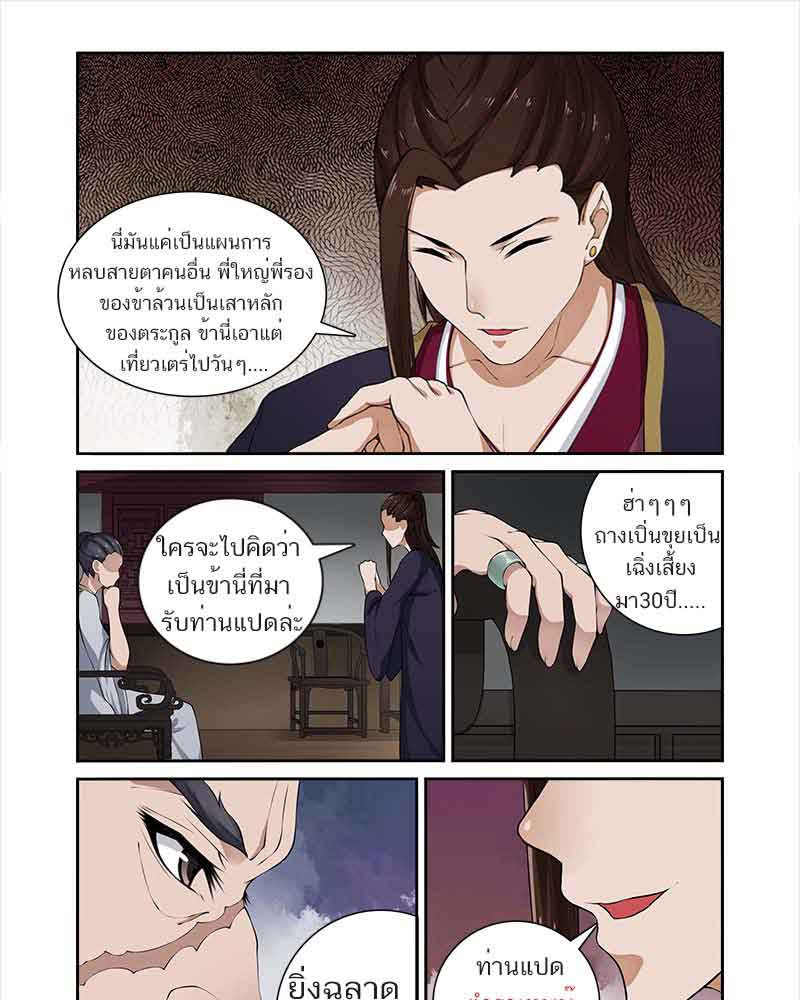 นี่มันแค่เป็นแผนการ
หลบสายตาคนอื่น พี่ใหญ่พี่รอง
ของข้าล้วนเป็นเสาหลัก
ของตระกูล ข้านี่เอาแต่
เที่ยวเตร่ไปวันๆ....
ใครจะไปคิดว่า
เป็นข้านี่ที่มา
รับท่านแปดล่ะ
ฮ่าๆๆๆ
ถางเปิ่นขุยเป็น
เฉิ่งเสี้ยง
มา30ปี.....
ยิ่งฉลาด
ท่านแปด